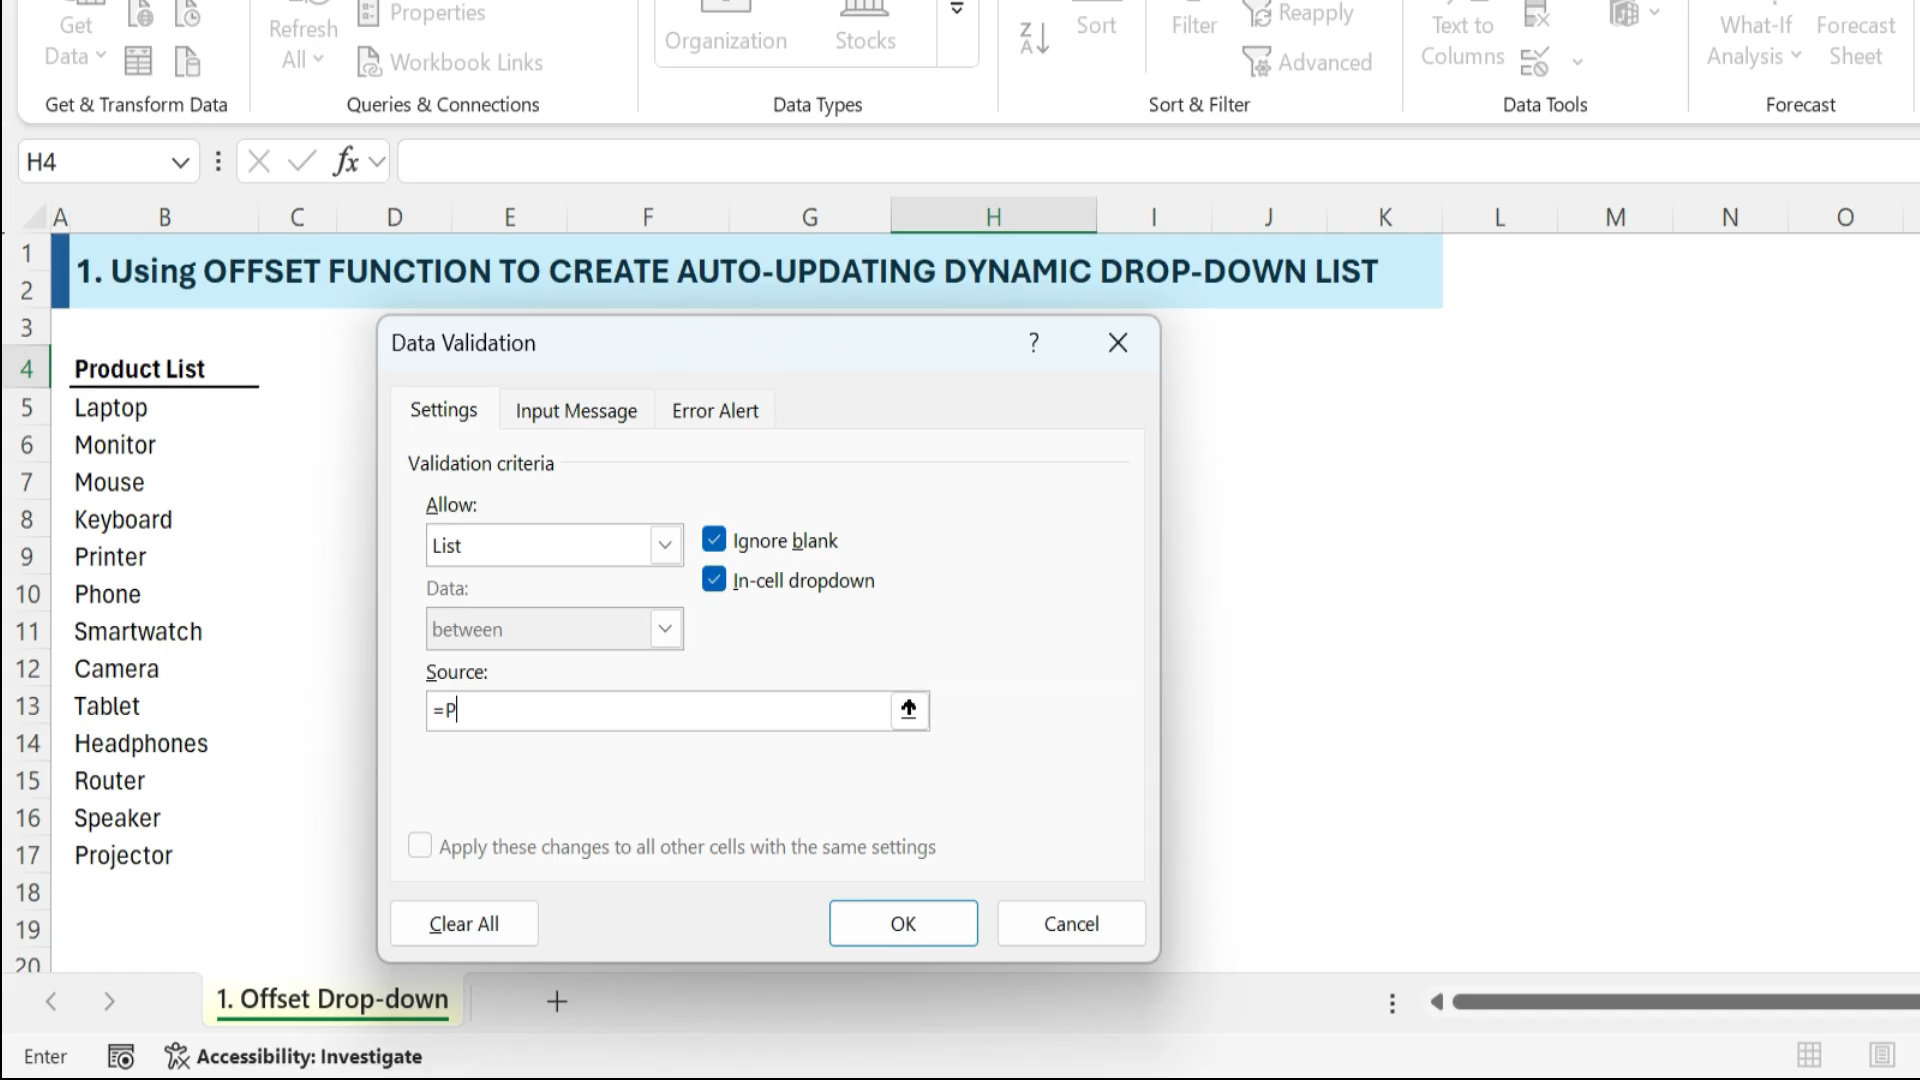 Get
Data
Refresh
All
Properties
Workbook Links
Organization
Stocks
Sort
Filter
Reapply
Advanced
Text to
Columns
What-If
Analysis
Forecast
Sheet
Get & Transform Data
Queries & Connections
Data Types
Sort & Filter
Data Tools
Forecast
H4
fx
A B C D E F G H I J K L M N O
1
2
1. Using OFFSET FUNCTION TO CREATE AUTO-UPDATING DYNAMIC DROP-DOWN LIST
3
4 Product List
5 Laptop
6 Monitor
7 Mouse
8 Keyboard
9 Printer
10 Phone
11 Smartwatch
12 Camera
13 Tablet
14 Headphones
15 Router
16 Speaker
17 Projector
18
19
20
Data Validation ?
Settings
Input Message
Error Alert
Validation criteria
Allow:
List
Ignore blank
In-cell dropdown
Data:
between
Source:
=P
Apply these changes to all other cells with the same settings
Clear All
OK
Cancel
1. Offset Drop-down
Enter
Accessibility: Investigate